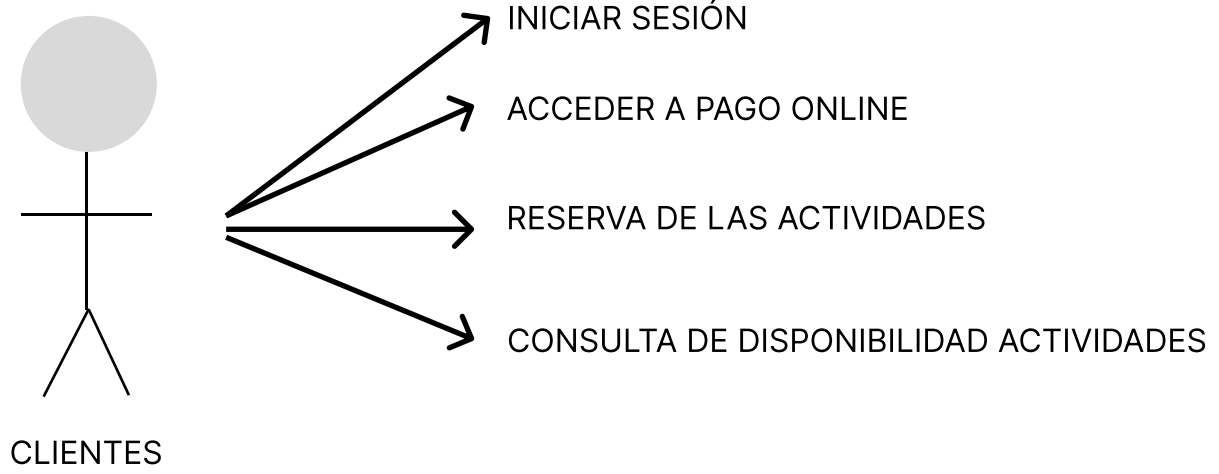 INICIAR SESIÓN
ACCEDER A PAGO ONLINE
RESERVA DE LAS ACTIVIDADES
CONSULTA DE DISPONIBILIDAD ACTIVIDADES
CLIENTES